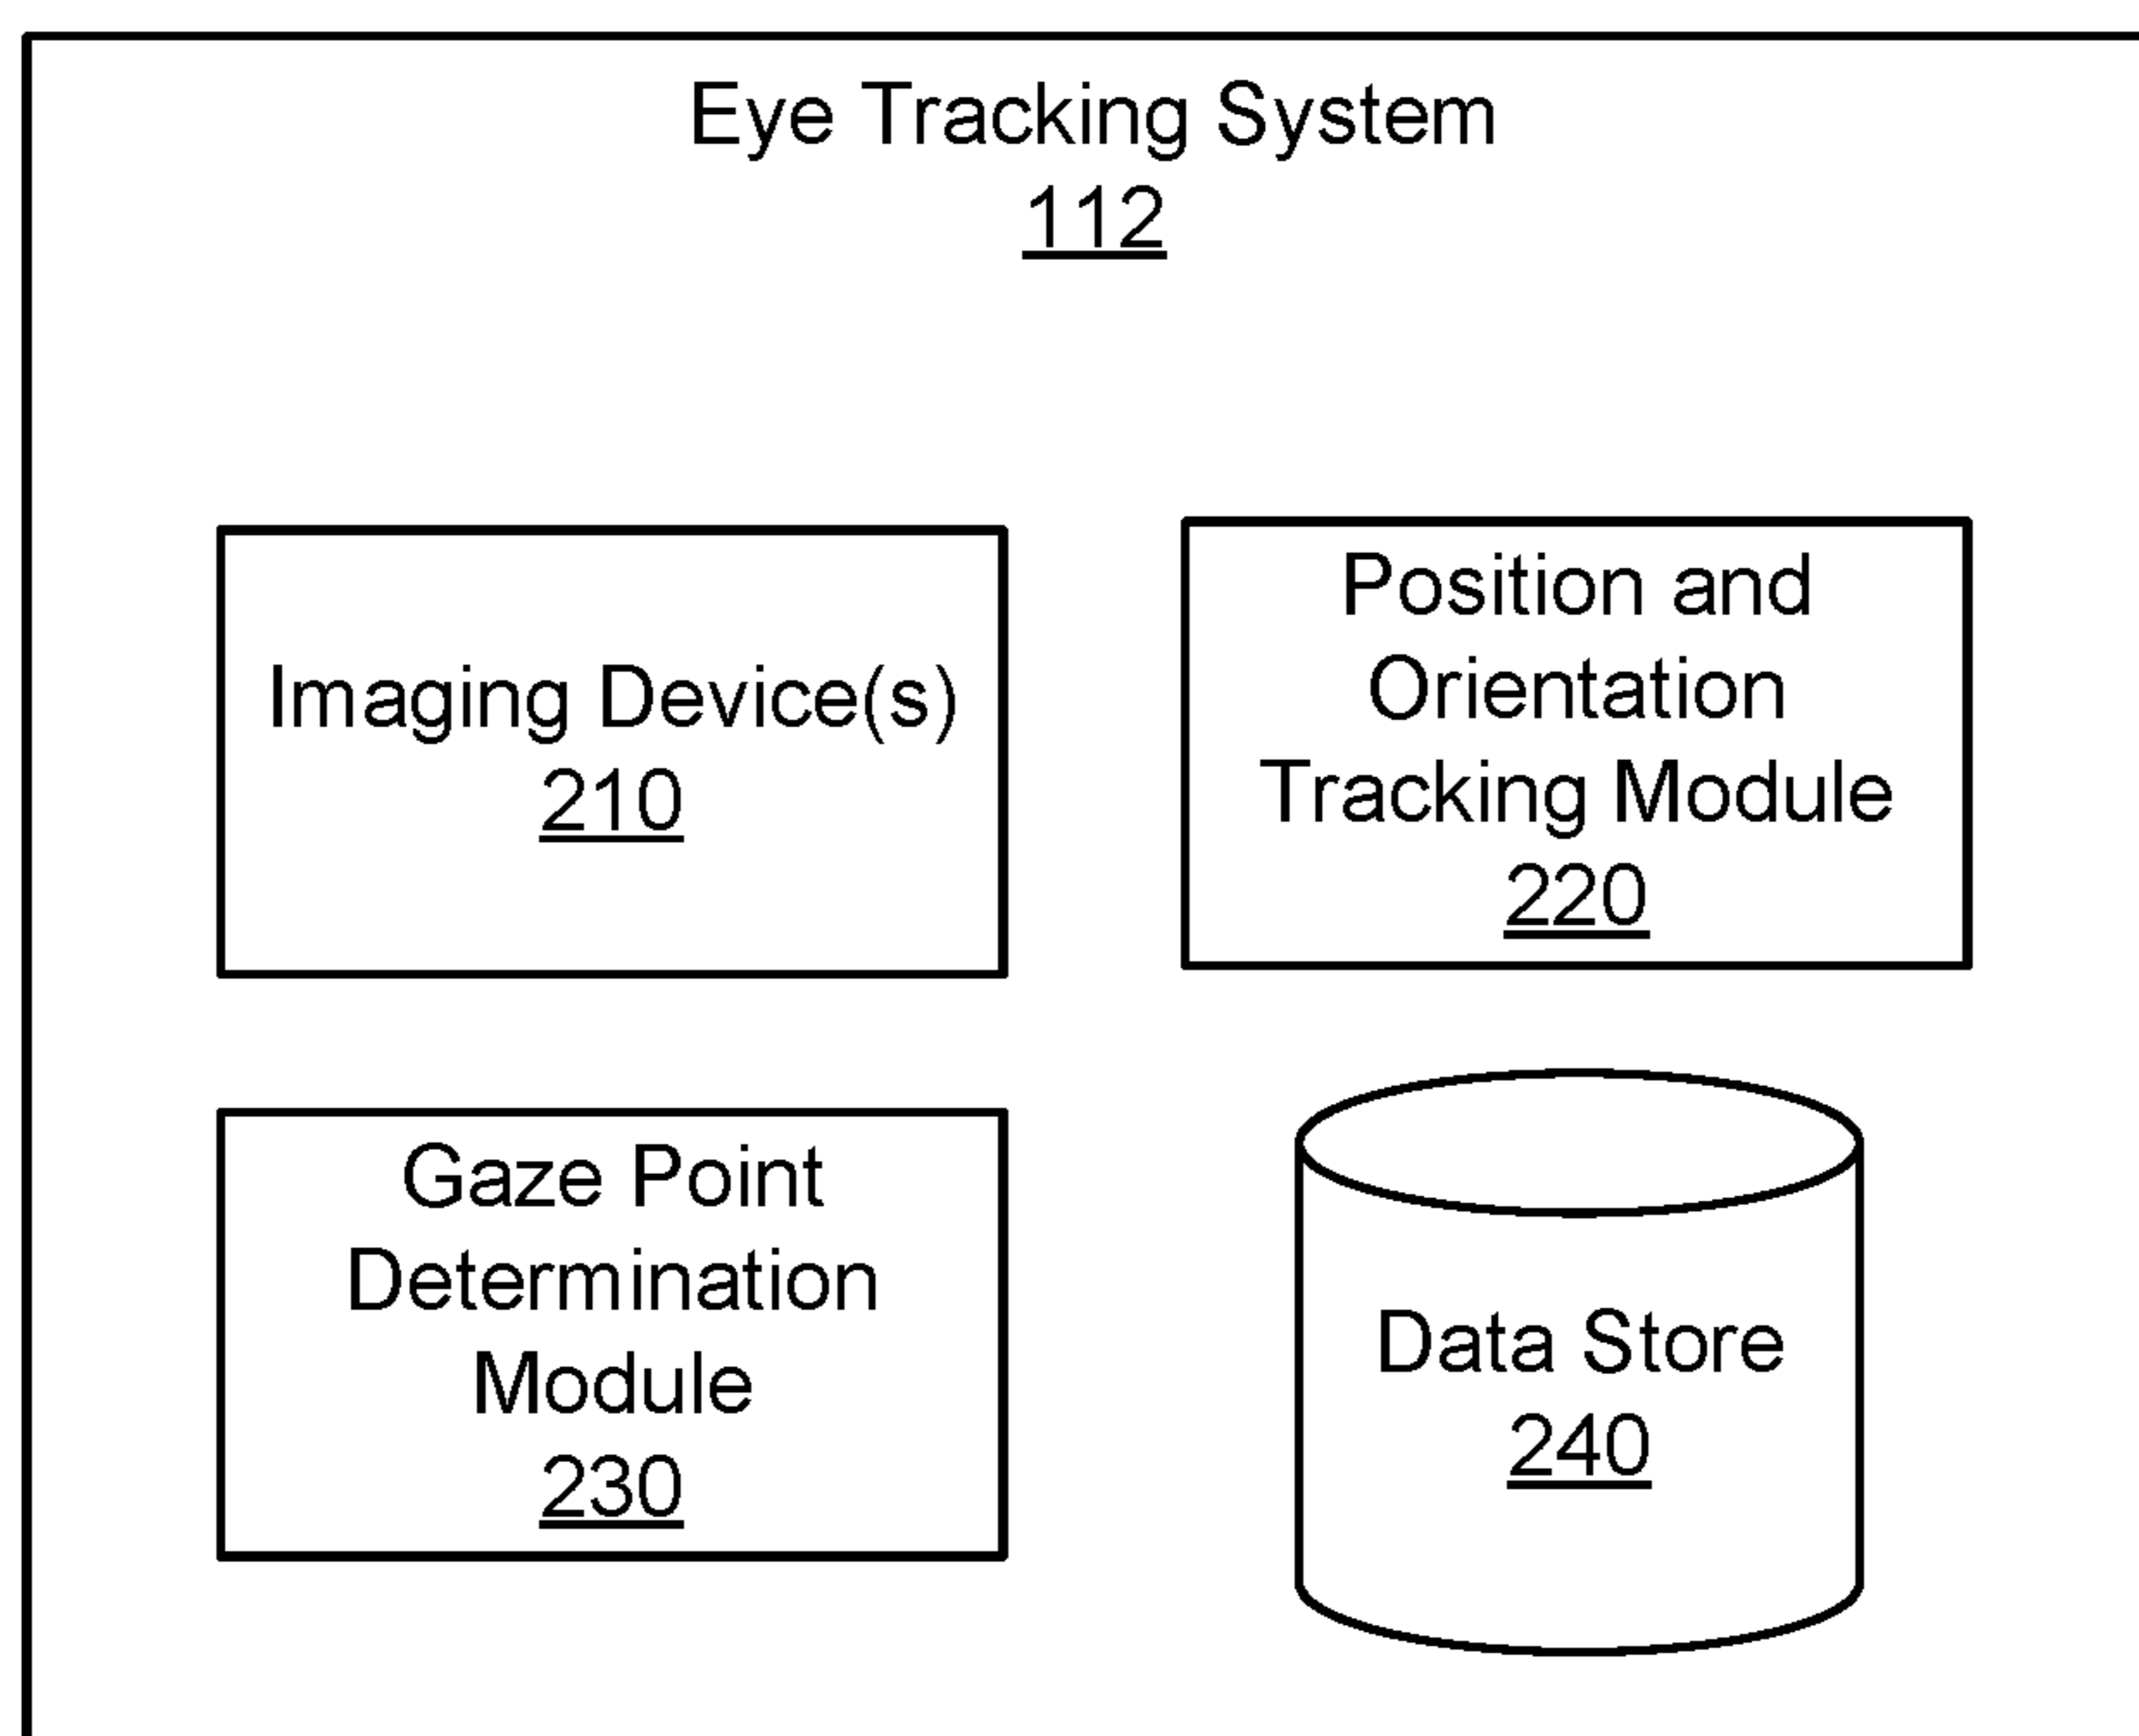 Eye Tracking System
112
Imaging Device(s)
210
Position and
Orientation
Tracking Module
220
Gaze Point
Determination
Module
230
Data Store
240